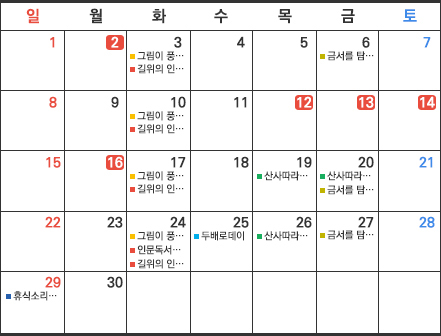 일 월 화 수 목 금 토
1 2 3 4 5 6 7
그림이 풍… 금서를 탐…
길위의 인…
8 9 10 11 12 13 14
그림이 풍…
길위의 인…
15 16 17 18 19 20 21
그림이 풍… 산사따라… 산사따라…
길위의 인… 금서를 탐…
22 23 24 25 26 27 28
그림이 풍… 두배로데이 산사따라… 금서를 탐…
인문독서…
길위의 인…
29 30
휴식소리…